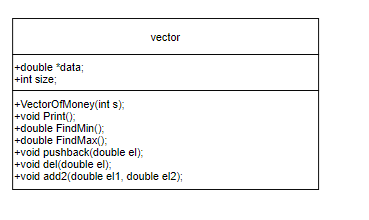 vector
+double *data;
+int size;
+VectorOfMoney(int s);
+void Print();
+double FindMin();
+double FindMax();
+void pushback(double el);
+void del(double el);
+void add2(double el1, double el2);